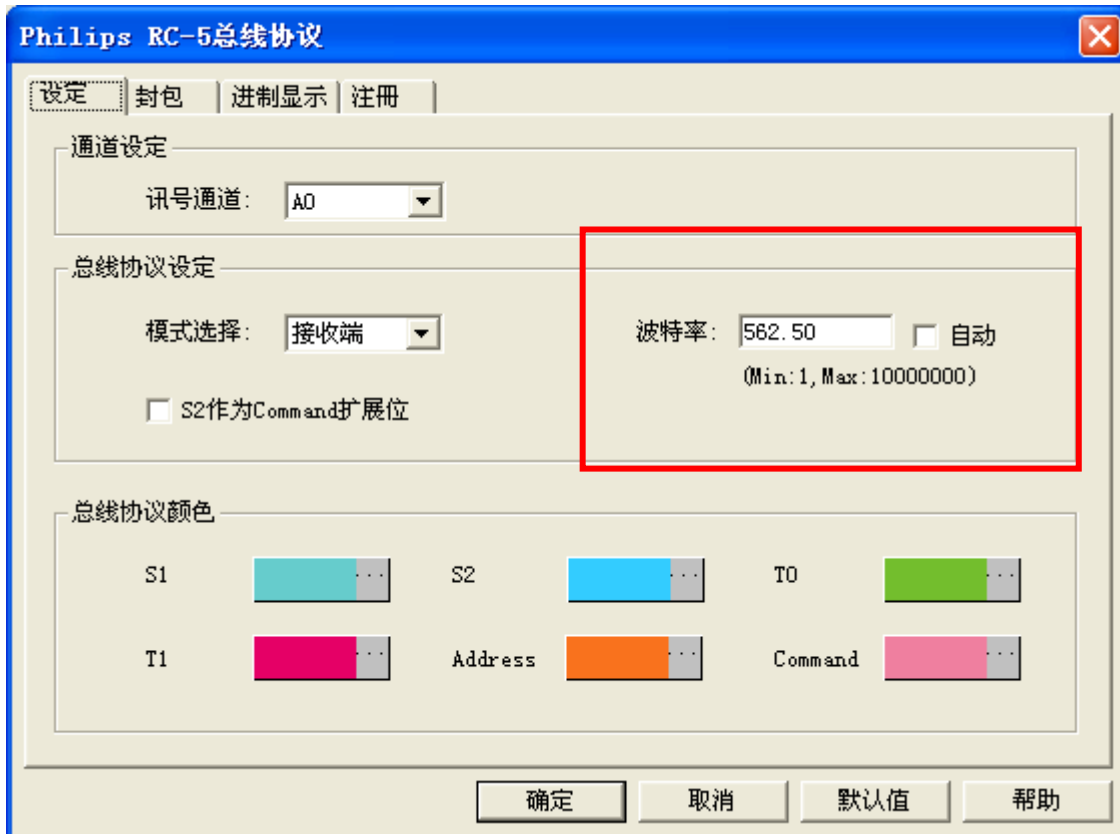 Philips RC-5总线协议
设定 封包 进制显示 注冊
通道设定
讯号通道: A0
总线协议设定
模式选择: 接收端 波特率: 562.50 自动
(Min:1,Max:10000000)
S2作为Command扩展位
总线协议颜色
S1 ... S2 ... T0 ...
T1 ... Address ... Command ...
确定 取消 默认值 帮助